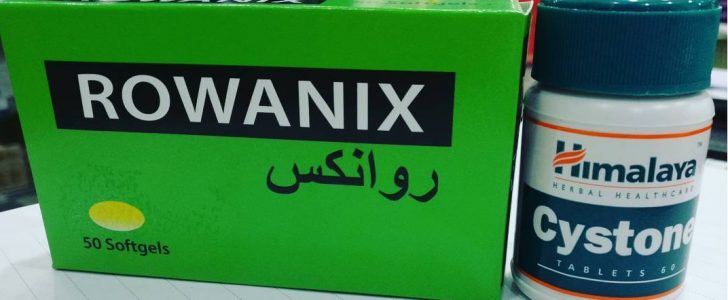 ROWANIX
روانكس
50 Softgels
Himalaya
HERBAL HEALTHCARE
Cystone
TABLETS 60